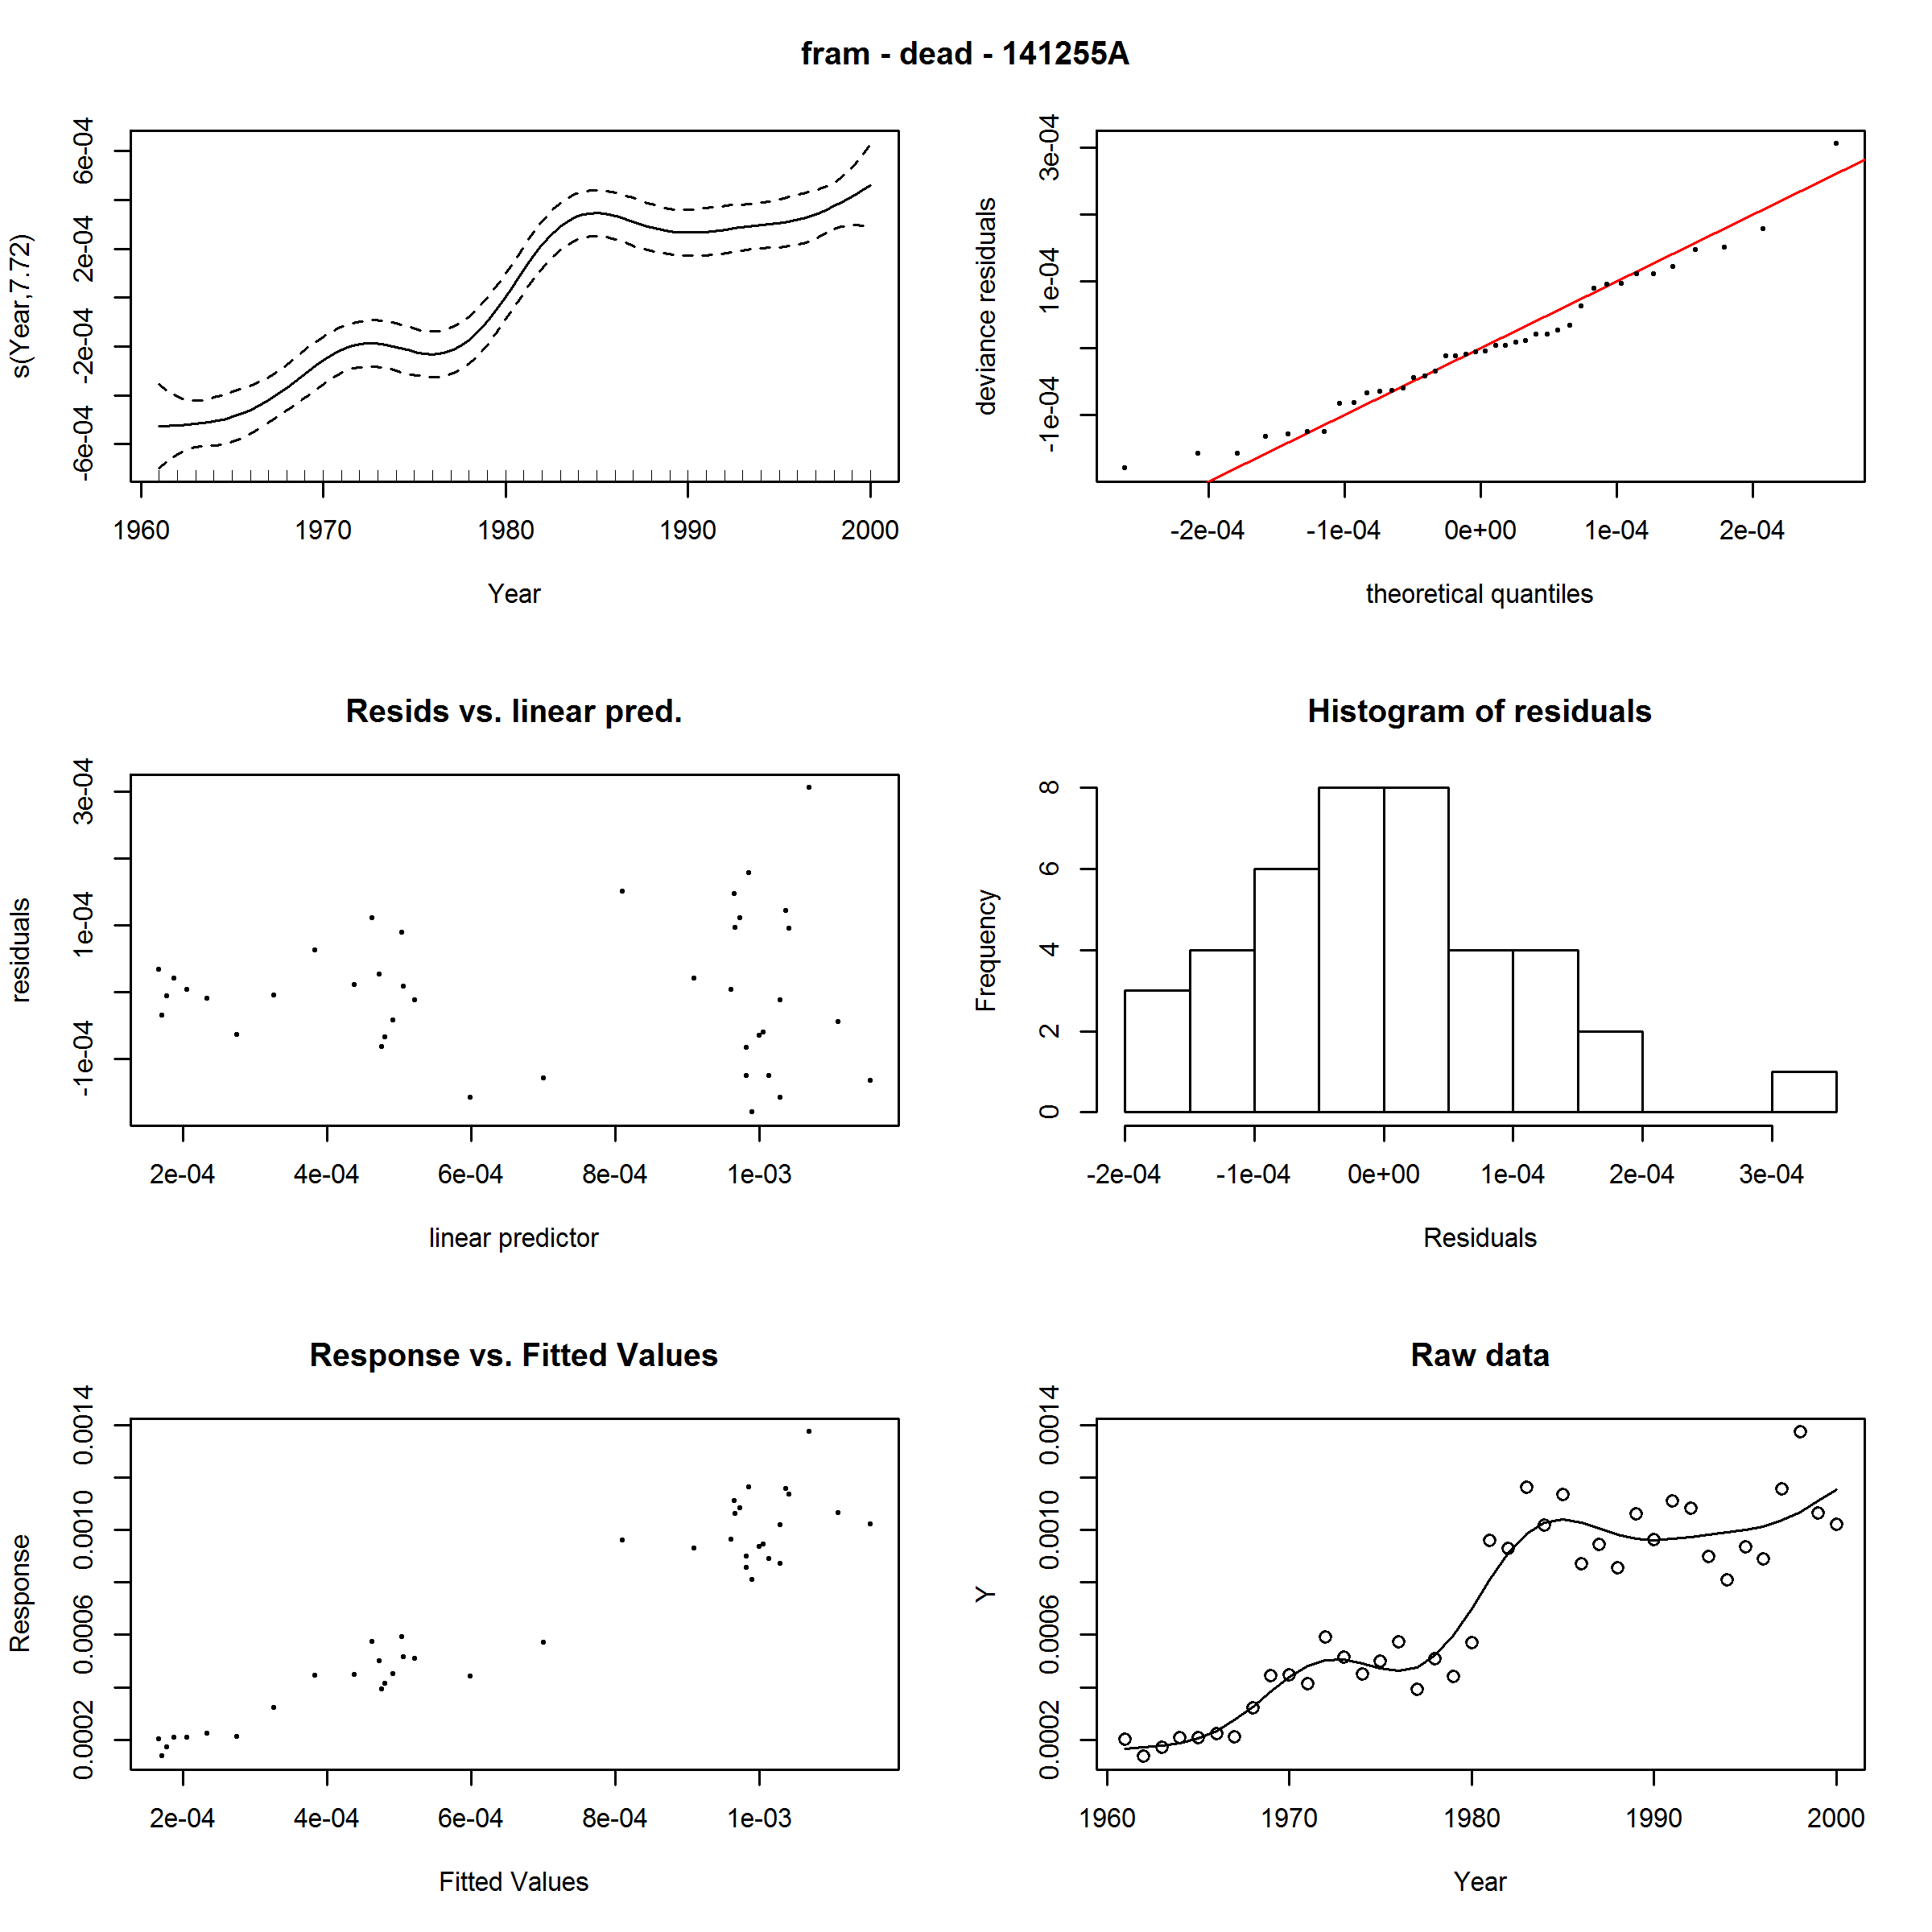 fram - dead - 141255A
s(Year,7.72)
-6e-04 -2e-04 2e-04 6e-04
1960 1970 1980 1990 2000
Year
deviance residuals
-1e-04 1e-04 3e-04
-2e-04 -1e-04 0e+00 1e-04 2e-04
theoretical quantiles
Resids vs. linear pred.
residuals
-1e-04 1e-04 3e-04
2e-04 4e-04 6e-04 8e-04 1e-03
linear predictor
Histogram of residuals
Frequency
0 2 4 6 8
-2e-04 -1e-04 0e+00 1e-04 2e-04 3e-04
Residuals
Response vs. Fitted Values
Response
0.0002 0.0006 0.0010 0.0014
2e-04 4e-04 6e-04 8e-04 1e-03
Fitted Values
Raw data
Y
0.0002 0.0006 0.0010 0.0014
1960 1970 1980 1990 2000
Year